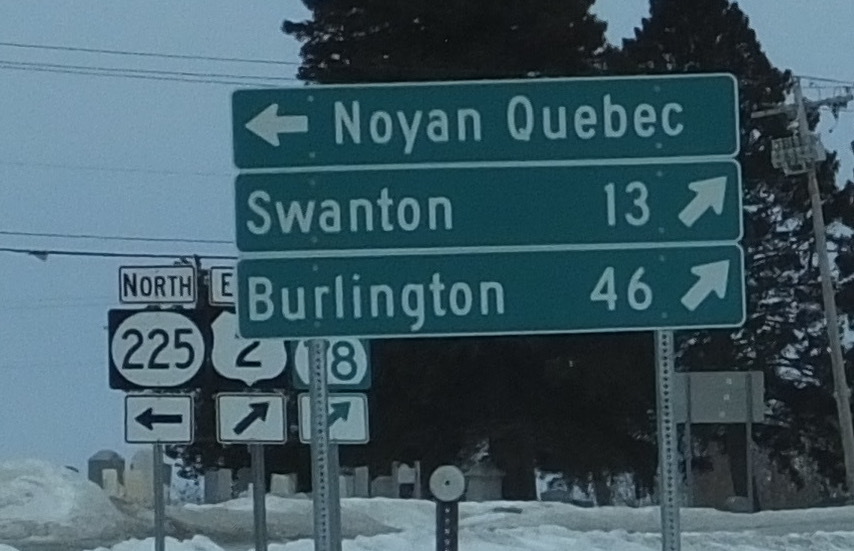 Noyan Quebec
Swanton 13
Burlington 46
NORTH
225
2